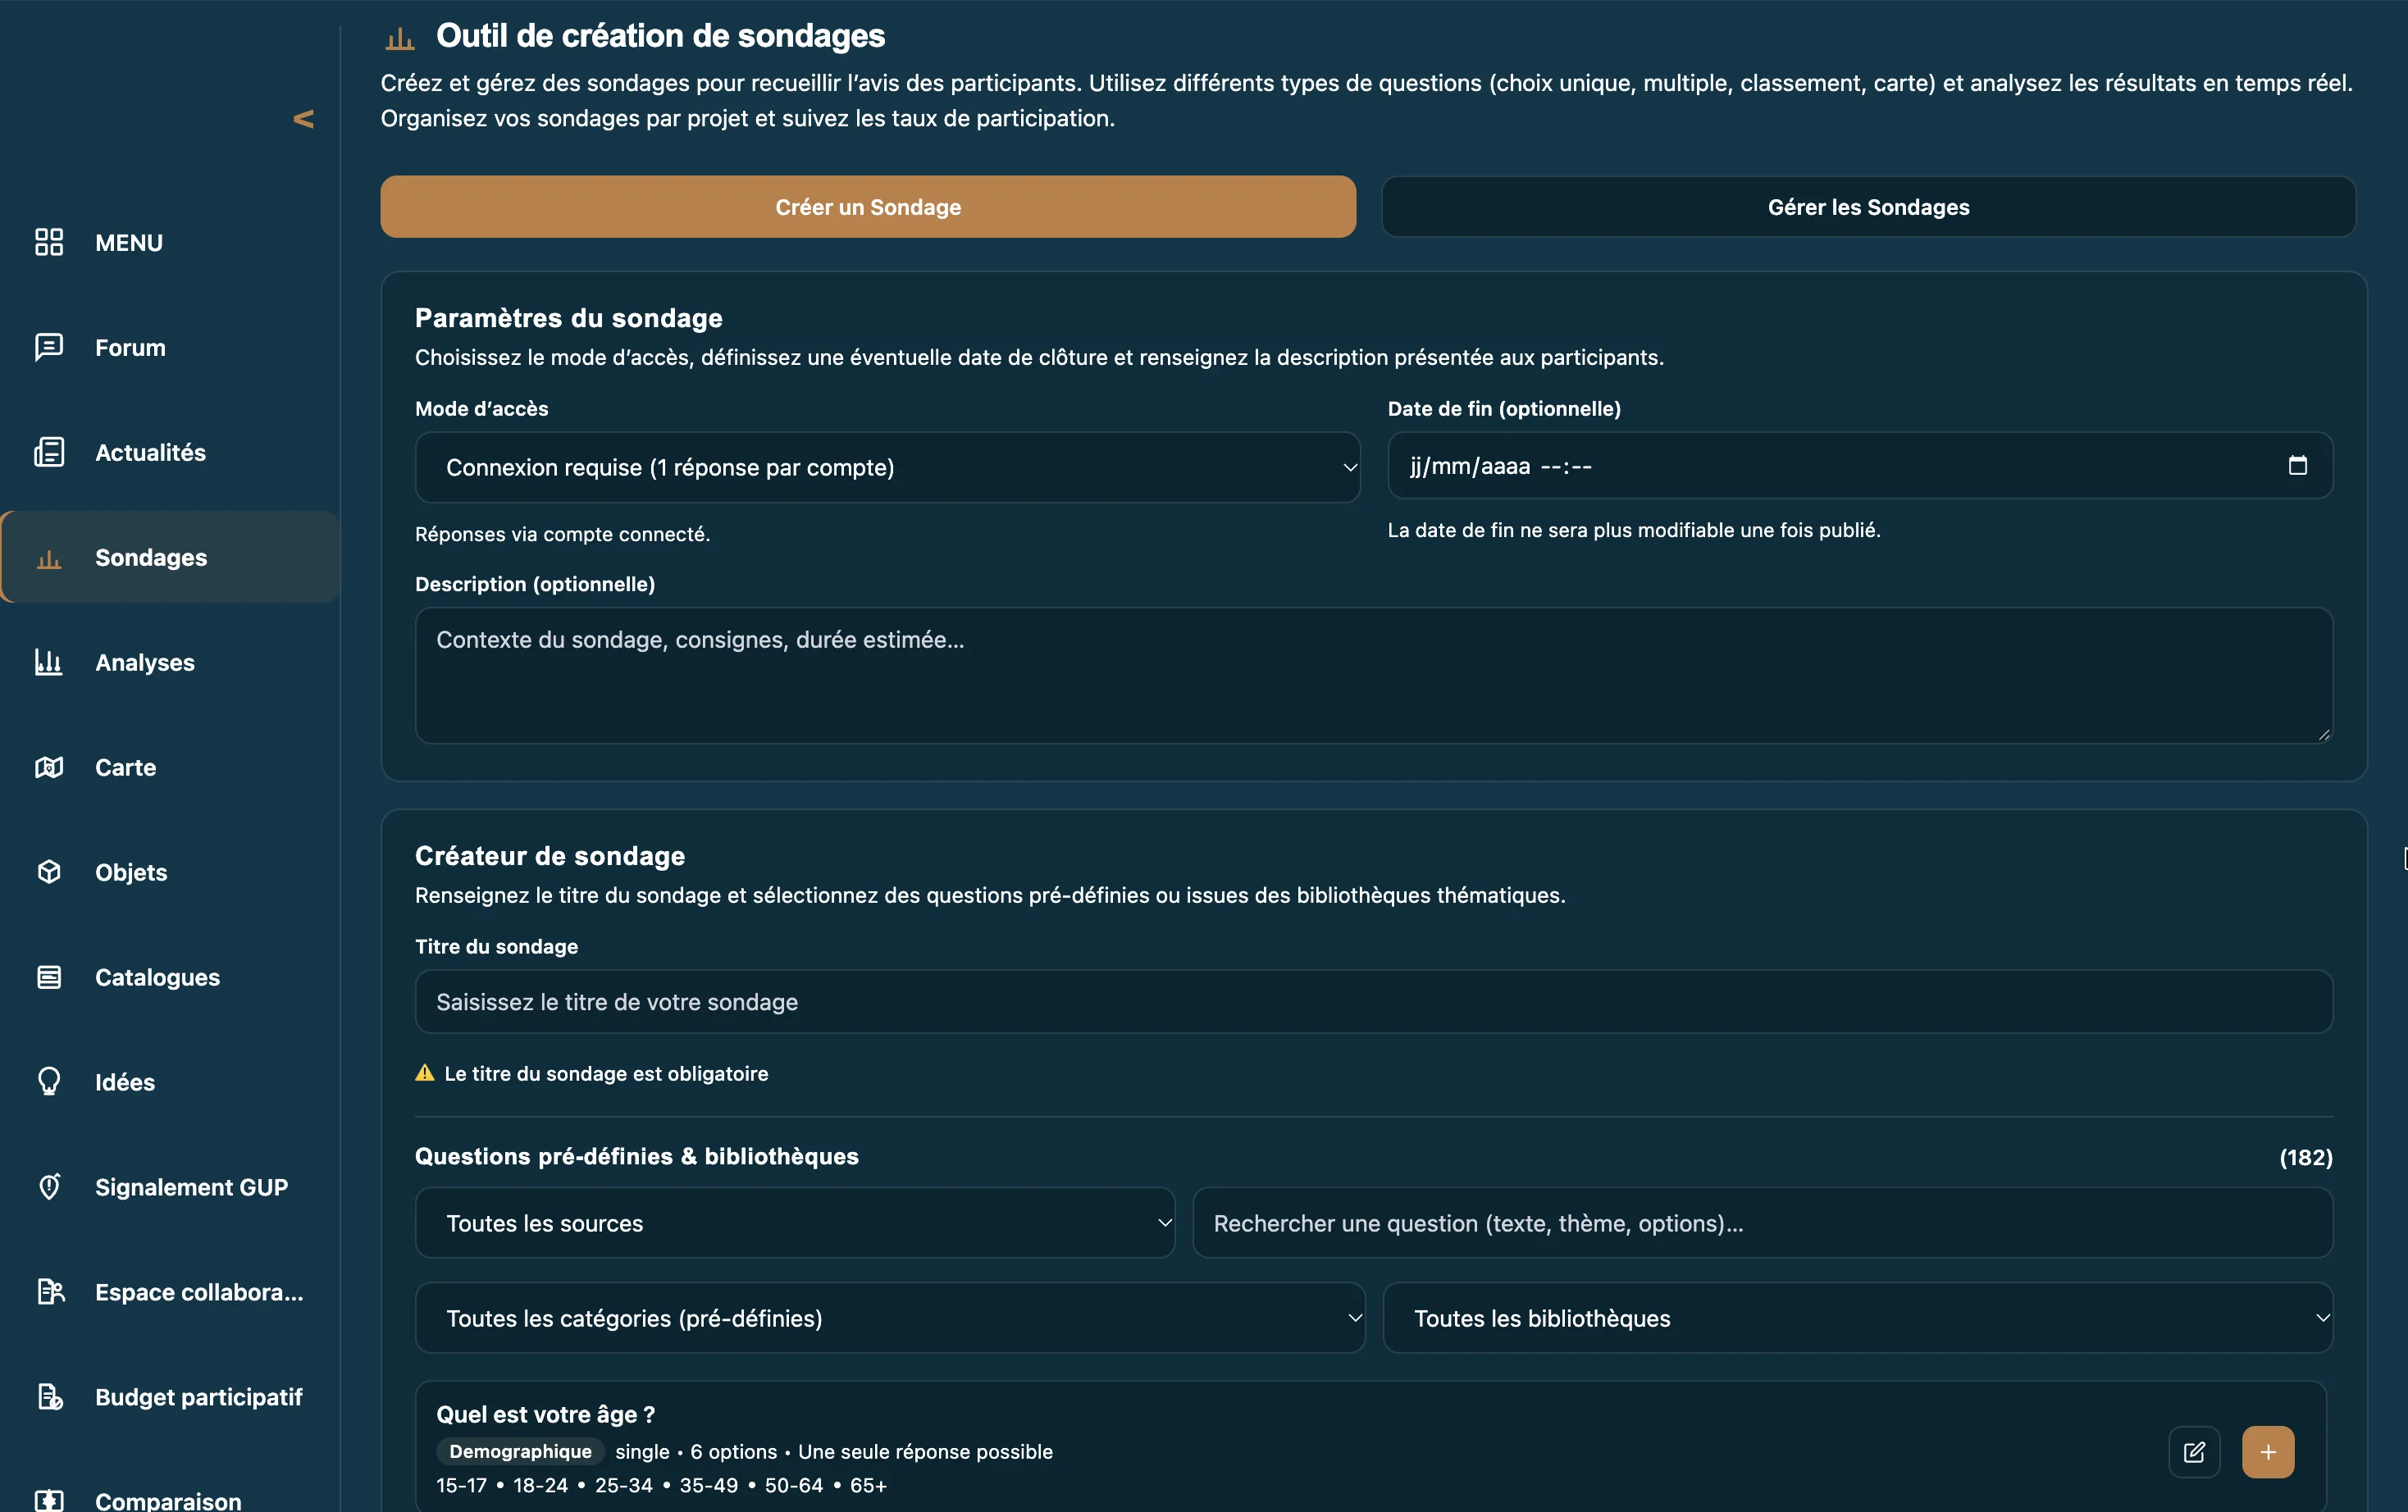 Outil de création de sondages
Créez et gérez des sondages pour recueillir l’avis des participants. Utilisez différents types de questions (choix unique, multiple, classement, carte) et analysez les résultats en temps réel.
Organisez vos sondages par projet et suivez les taux de participation.
<
MENU
Forum
Actualités
Sondages
Analyses
Carte
Objets
Catalogues
Idées
Signalement GUP
Espace collabora...
Budget participatif
Comparaison
Créer un Sondage
Gérer les Sondages
Paramètres du sondage
Choisissez le mode d’accès, définissez une éventuelle date de clôture et renseignez la description présentée aux participants.
Mode d’accès
Connexion requise (1 réponse par compte)
Réponses via compte connecté.
Date de fin (optionnelle)
jj/mm/aaaa --:--
La date de fin ne sera plus modifiable une fois publié.
Description (optionnelle)
Contexte du sondage, consignes, durée estimée...
Créateur de sondage
Renseignez le titre du sondage et sélectionnez des questions pré-définies ou issues des bibliothèques thématiques.
Titre du sondage
Saisissez le titre de votre sondage
Le titre du sondage est obligatoire
Questions pré-définies & bibliothèques (182)
Toutes les sources
Rechercher une question (texte, thème, options)...
Toutes les catégories (pré-définies)
Toutes les bibliothèques
Quel est votre âge ?
Demographique single • 6 options • Une seule réponse possible
15-17 • 18-24 • 25-34 • 35-49 • 50-64 • 65+
+